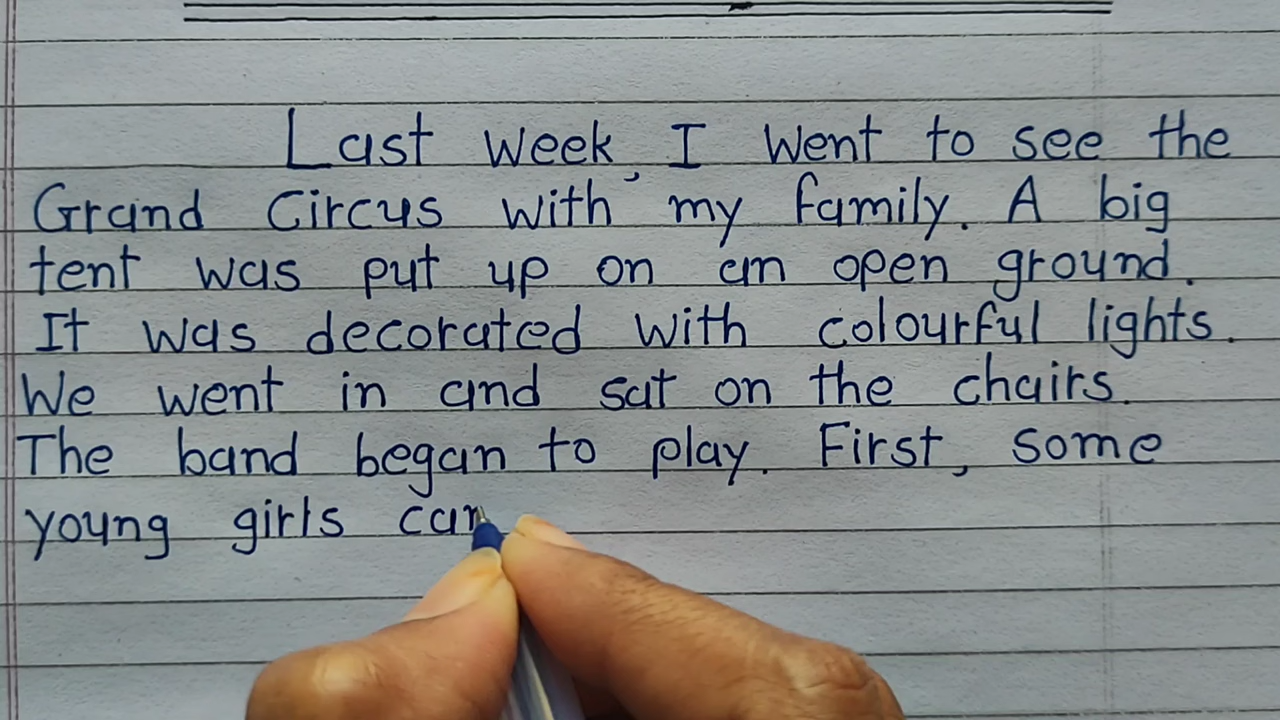 Last week, I went to see the
Grand Circus with my family. A big
tent was put up on an open ground.
It was decorated with colourful lights.
We went in and sat on the chairs.
The band began to play. First, some
young girls